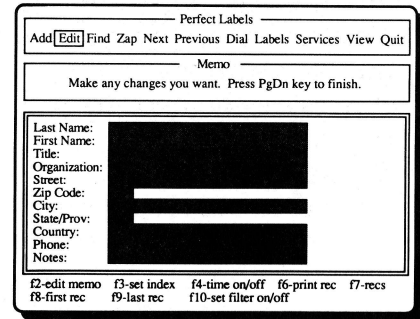 Perfect Labels
Add Edit Find Zap Next Previous Dial Labels Services View Quit
Memo
Make any changes you want. Press PgDn key to finish.
Last Name:
First Name:
Title:
Organization:
Street:
Zip Code:
City:
State/Prov:
Country:
Phone:
Notes:
f2-edit memo f3-set index f4-time on/off f6-print rec f7-recs
f8-first rec f9-last rec f10-set filter on/off